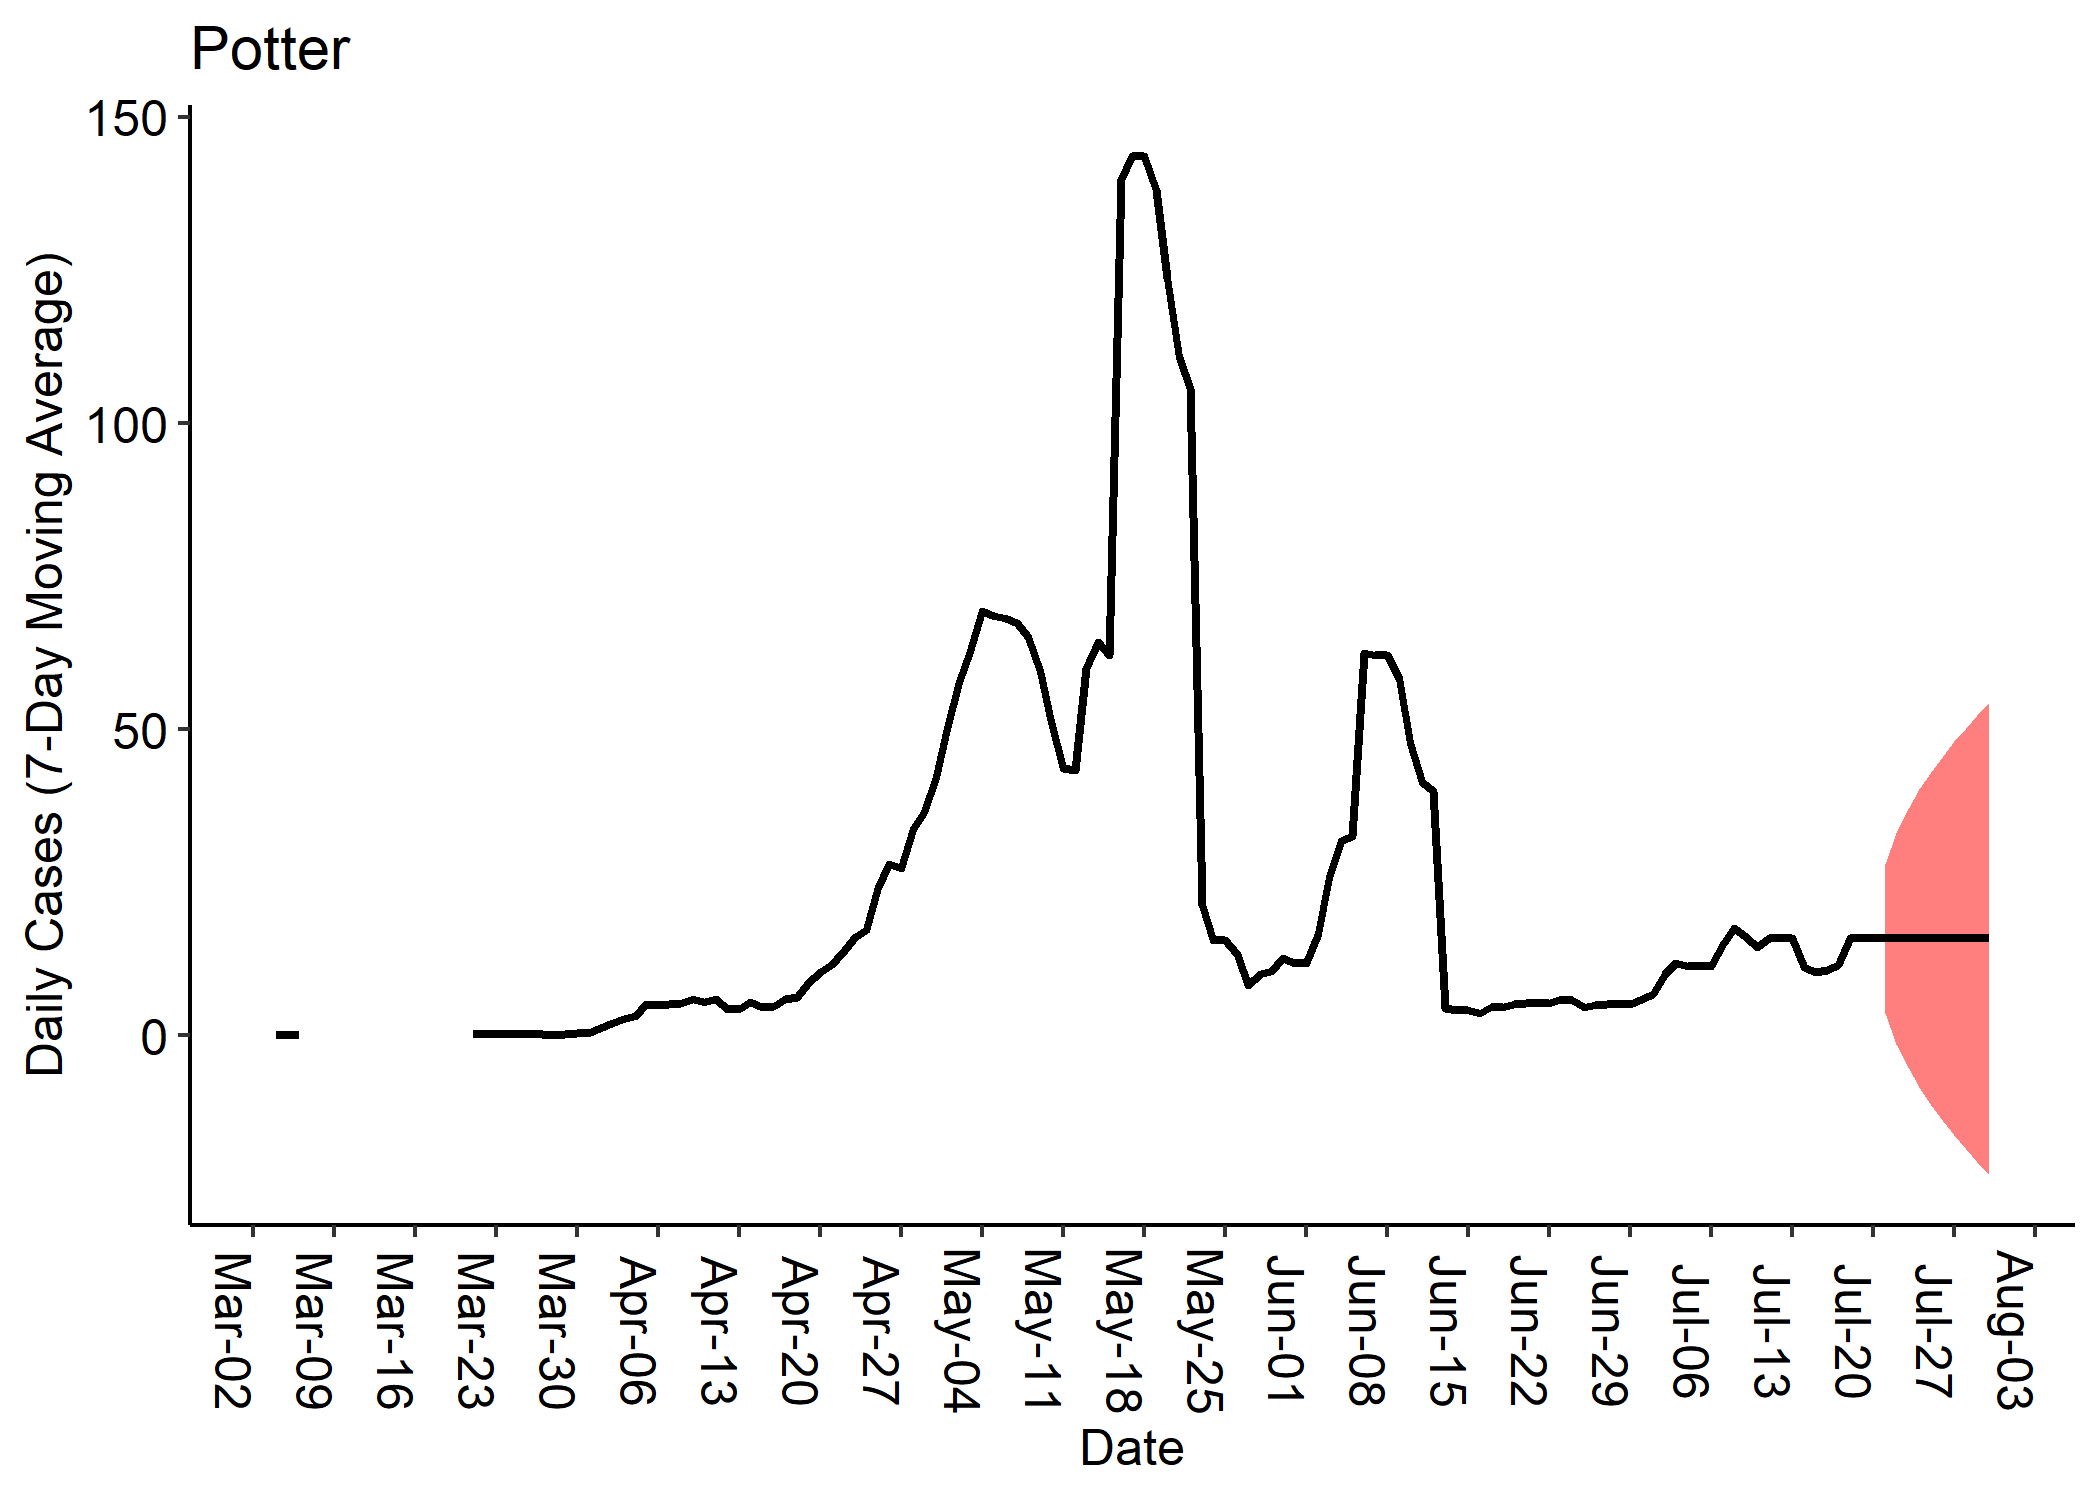 Potter
150
100
50
0
Daily Cases (7-Day Moving Average)
Mar-02
Mar-09
Mar-16
Mar-23
Mar-30
Apr-06
Apr-13
Apr-20
Apr-27
May-04
May-11
May-18
May-25
Jun-01
Jun-08
Jun-15
Jun-22
Jun-29
Jul-06
Jul-13
Jul-20
Jul-27
Aug-03
Date